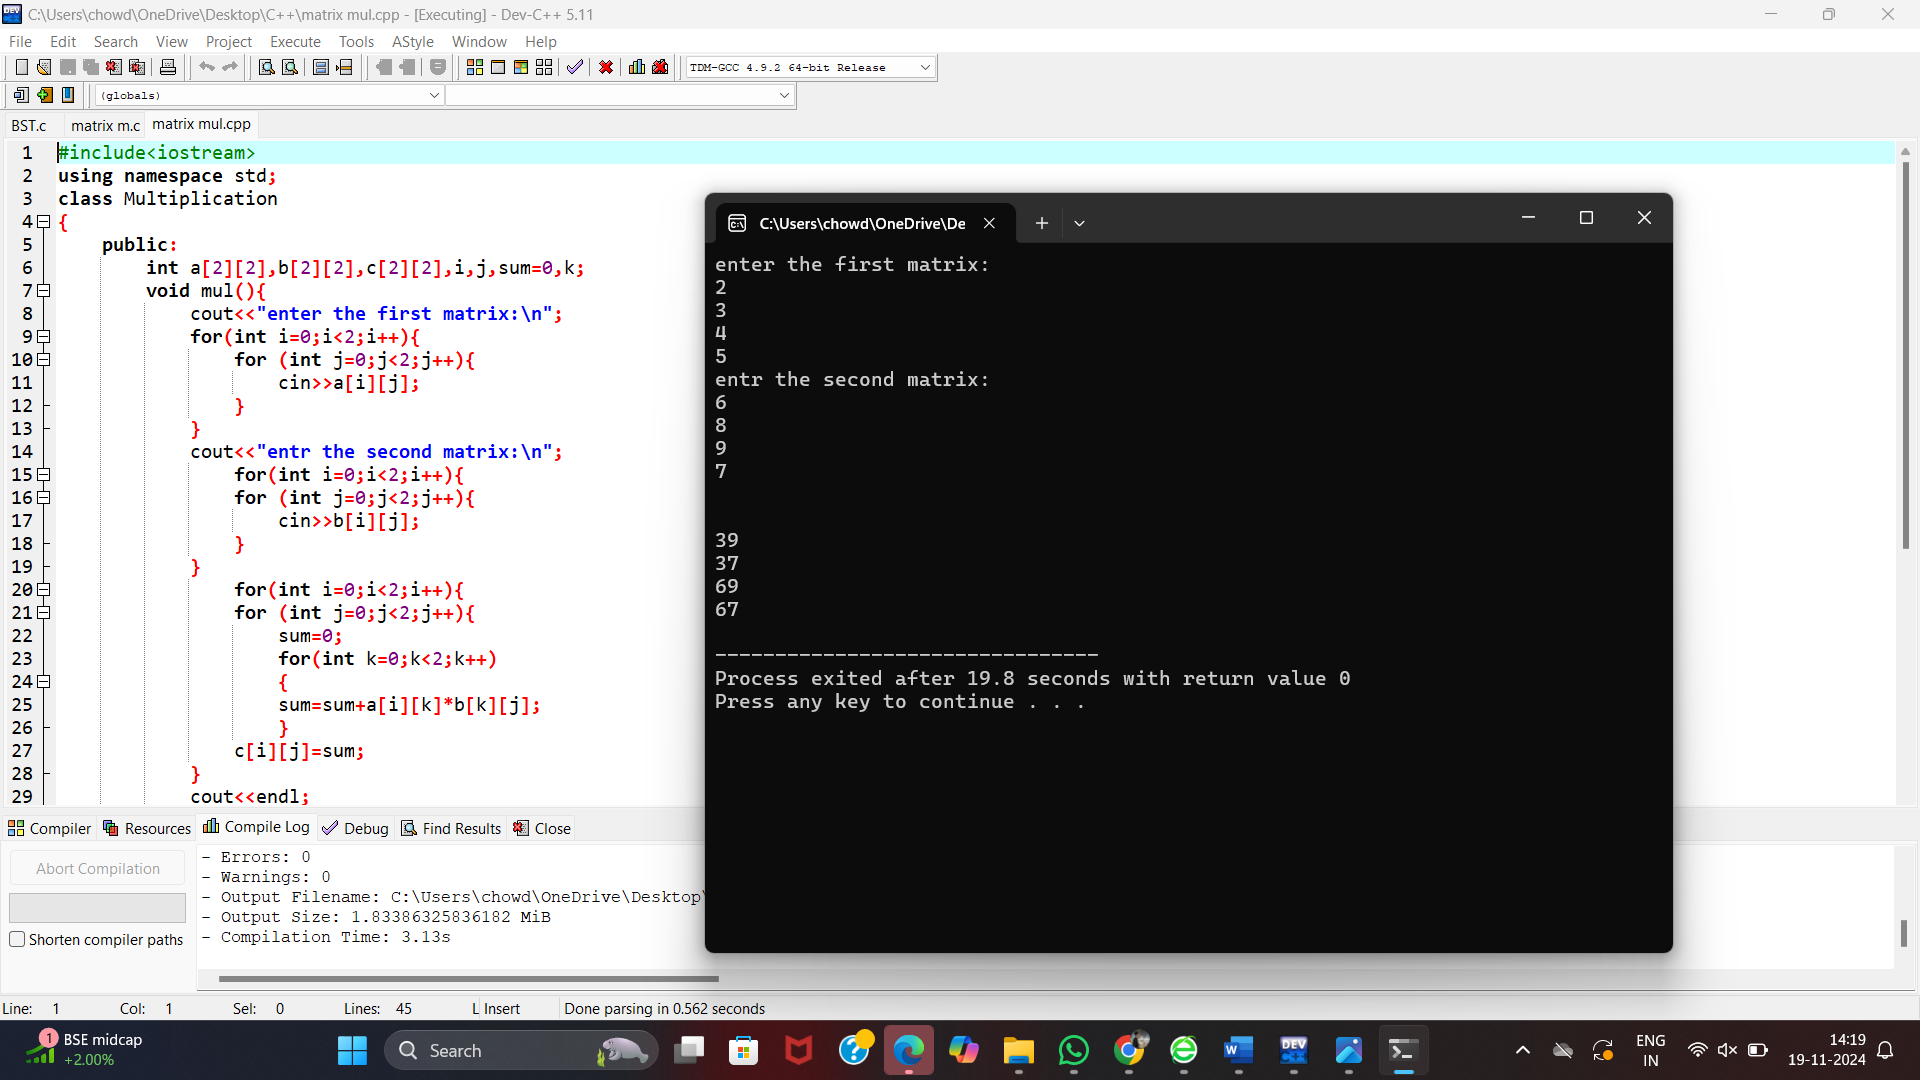 C:\Users\chowd\OneDrive\Desktop\C++\matrix mul.cpp - [Executing] - Dev-C++ 5.11
File Edit Search View Project Execute Tools AStyle Window Help
TDM-GCC 4.9.2 64-bit Release
(globals)
BST.c matrix m.c matrix mul.cpp
1 #include<iostream>
2 using namespace std;
3 class Multiplication
4 {
5 public:
6 int a[2][2],b[2][2],c[2][2],i,j,sum=0,k;
7 void mul(){
8 cout<<"enter the first matrix:\n";
9 for(int i=0;i<2;i++){
10 for (int j=0;j<2;j++){
11 cin>>a[i][j];
12 }
13 }
14 cout<<"entr the second matrix:\n";
15 for(int i=0;i<2;i++){
16 for (int j=0;j<2;j++){
17 cin>>b[i][j];
18 }
19 }
20 for(int i=0;i<2;i++){
21 for (int j=0;j<2;j++){
22 sum=0;
23 for(int k=0;k<2;k++)
24 {
25 sum=sum+a[i][k]*b[k][j];
26 }
27 c[i][j]=sum;
28 }
29 cout<<endl;
C:\Users\chowd\OneDrive\De
enter the first matrix:
2
3
4
5
entr the second matrix:
6
8
9
7
39
37
69
67
--------------------------------
Process exited after 19.8 seconds with return value 0
Press any key to continue . . .
Compiler Resources Compile Log Debug Find Results Close
Abort Compilation
Shorten compiler paths
- Errors: 0
- Warnings: 0
- Output Filename: C:\Users\chowd\OneDrive\Desktop\
- Output Size: 1.83386325836182 MiB
- Compilation Time: 3.13s
Line: 1 Col: 1 Sel: 0 Lines: 45 L Insert Done parsing in 0.562 seconds
1 BSE midcap
+2.00%
Search
ENG
IN
14:19
19-11-2024